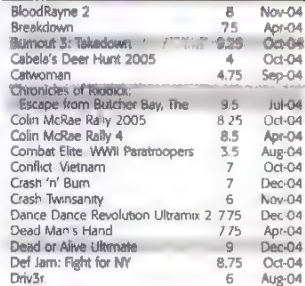 BloodRayne 2 8 Nov-04
Breakdown 7.5 Apr-04
Burnout 3: Takedown 9.25 Oct-04
Cabela's Deer Hunt 2005 4 Oct-04
Catwoman 4.75 Sep-04
Chronicles of Riddick:
Escape from Butcher Bay, The 9.5 Jul-04
Colin McRae Rally 2005 8.25 Oct-04
Colin McRae Rally 4 8.5 Apr-04
Combat Elite WWII Paratroopers 3.5 Aug-04
Conflict Vietnam 7 Oct-04
Crash 'n' Burn 7 Dec-04
Crash Twinsanity 6 Nov-04
Dance Dance Revolution Ultramix 2 7.75 Dec-04
Dead Man's Hand 7.75 Apr-04
Dead or Alive Ultimate 9 Dec-04
Def Jam: Fight for NY 8.75 Oct-04
Driv3r 6 Aug-04